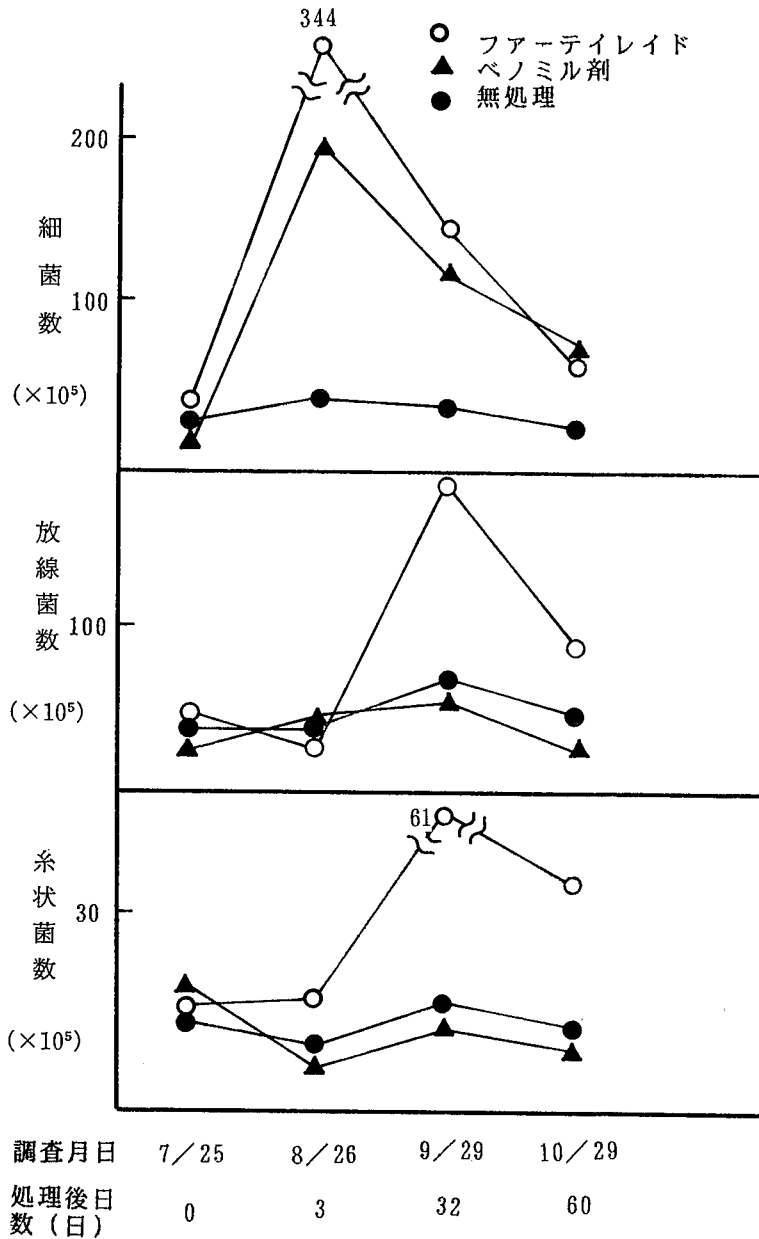 344
ファーテイレイド
ベノミル剤
無処理
200
細菌数
100
(×10⁵)
放線菌数
100
(×10⁵)
61
糸状菌数
30
(×10⁵)
調査月日 7/25 8/26 9/29 10/29
処理後日
数(日) 0 3 32 60